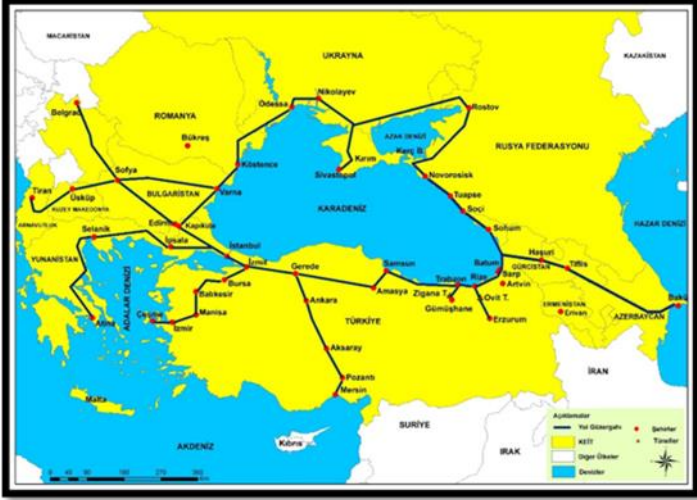 MACARİSTAN
UKRAYNA
KAZAKİSTAN
Nikolayev
Odessa
Rostov
Belgrad
ROMANYA
AZAK DENİZİ
Bükreş
Kerç B.
RUSYA FEDERASYONU
Kırım
Köstence
Sivastopol
Novorosisk
Sofya
Tuapse
Tiran
Üsküp
BULGARİSTAN
Varna
KARADENİZ
Soçi
HAZAR DENİZİ
KUZEY MAKEDONYA
ARNAVUTLUK
Edirne
Kapıkule
Sofum
Selanik
İpsala
İstanbul
YUNANİSTAN
İzmit
Gerede
Samsun
Batum
Haşuri
GÜRCİSTAN
Tiflis
ADALAR DENİZİ
Bursa
Trabzon
Rize
Sarp
Artvin
Balıkesir
Amasya
Zigana T.
Ovit T.
ERMENİSTAN
Bakü
Ankara
Gümüşhane
Erivan
AZERBAYCAN
Atina
Çeşme
İzmir
Manisa
TÜRKİYE
Erzurum
Aksaray
Pozantı
İRAN
Malta
Mersin
SURİYE
AKDENİZ
Kıbrıs
IRAK
Açıklamalar
Yol Güzergahı
Şehirler
KEİT
Tüneller
Diğer Ülkeler
Denizler